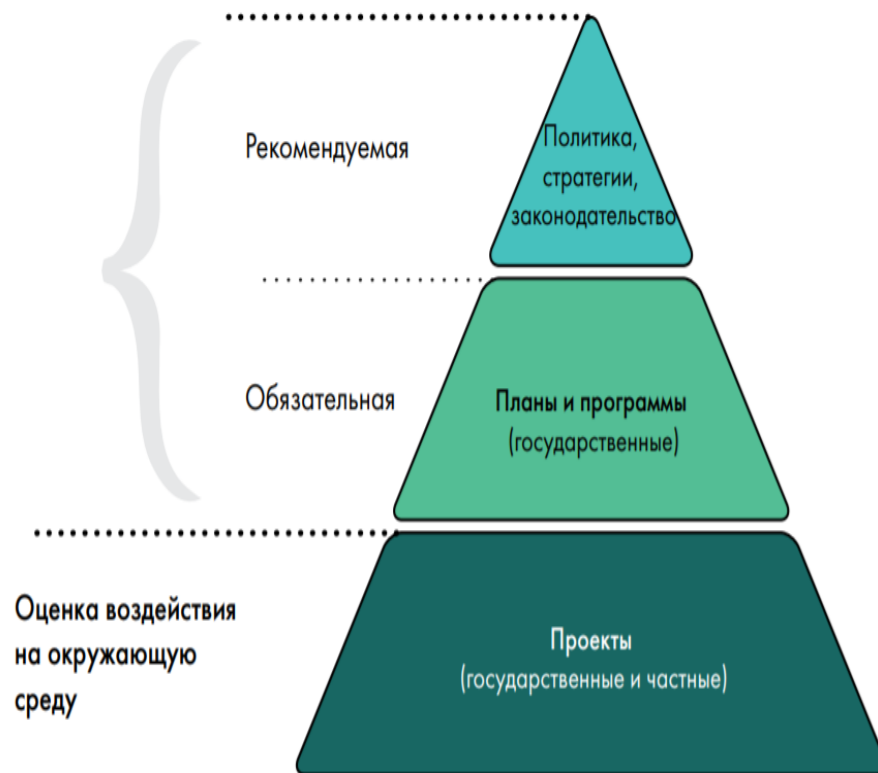 Рекомендуемая
Политика,
стратегии,
законодательство
Обязательная
Планы и программы
(государственные)
Оценка воздействия
на окружающую
среду
Проекты
(государственные и частные)